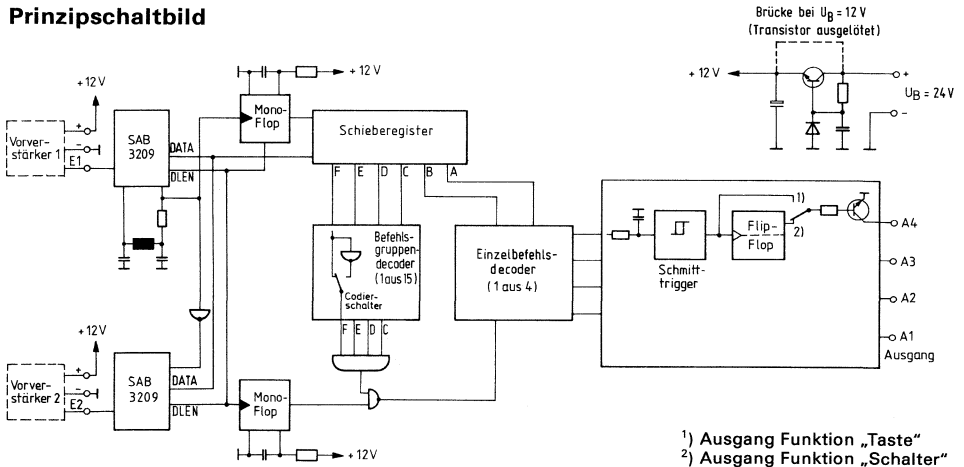 Prinzipschaltbild
Brücke bei UB = 12 V
(Transistor ausgelötet)
+ 12 V
+
UB = 24 V
-
+ 12 V
+
Vorver-
stärker 1
-
E1
SAB
3209
DATA
DLEN
Mono-
Flop
+ 12 V
Schieberegister
F E D C B A
Befehls
gruppen-
decoder
(1 aus 15)
Codier-
schalter
F E D C
Einzelbefehls-
decoder
(1 aus 4)
Schmitt-
trigger
Flip-
Flop
1)
2)
A4
A3
A2
A1
Ausgang
+ 12 V
+
Vorver-
stärker 2
-
E2
SAB
3209
DATA
DLEN
Mono-
Flop
+ 12 V
1) Ausgang Funktion „Taste“
2) Ausgang Funktion „Schalter“